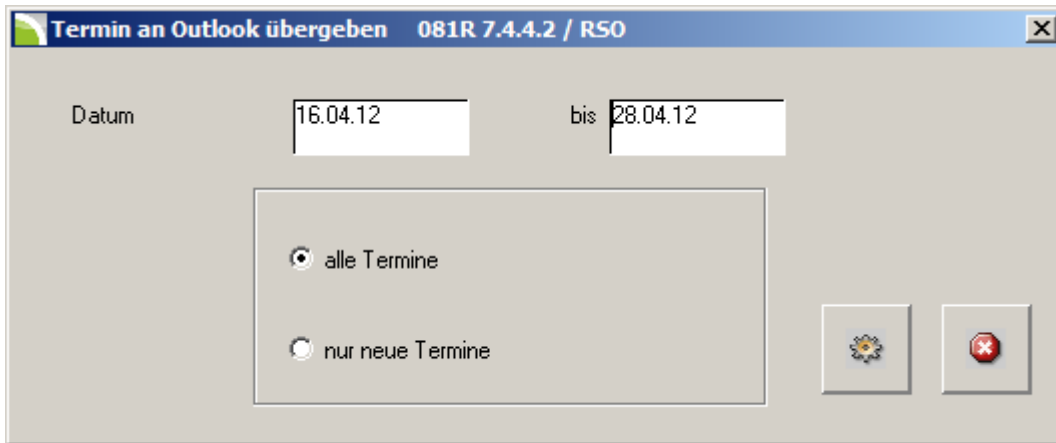 Termin an Outlook übergeben 081R 7.4.4.2 / RSO
Datum 16.04.12 bis 28.04.12
alle Termine
nur neue Termine